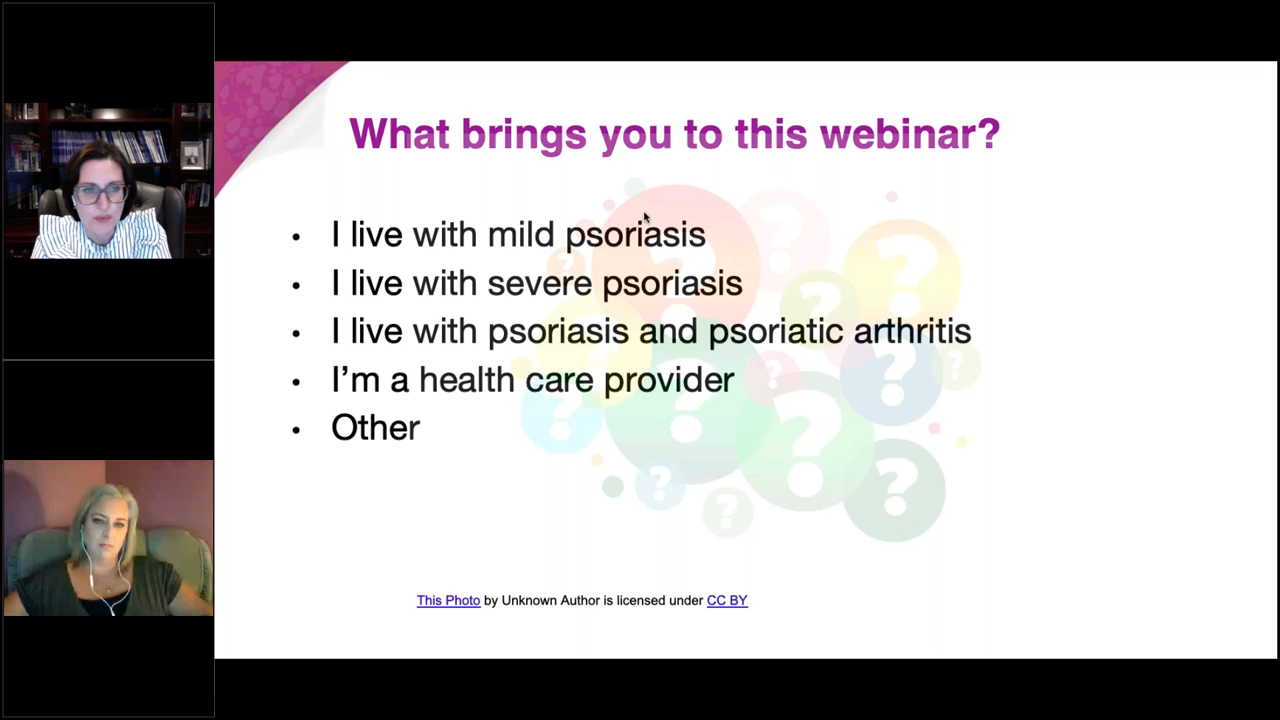 What brings you to this webinar?
• I live with mild psoriasis
• I live with severe psoriasis
• I live with psoriasis and psoriatic arthritis
• I’m a health care provider
• Other
This Photo by Unknown Author is licensed under CC BY